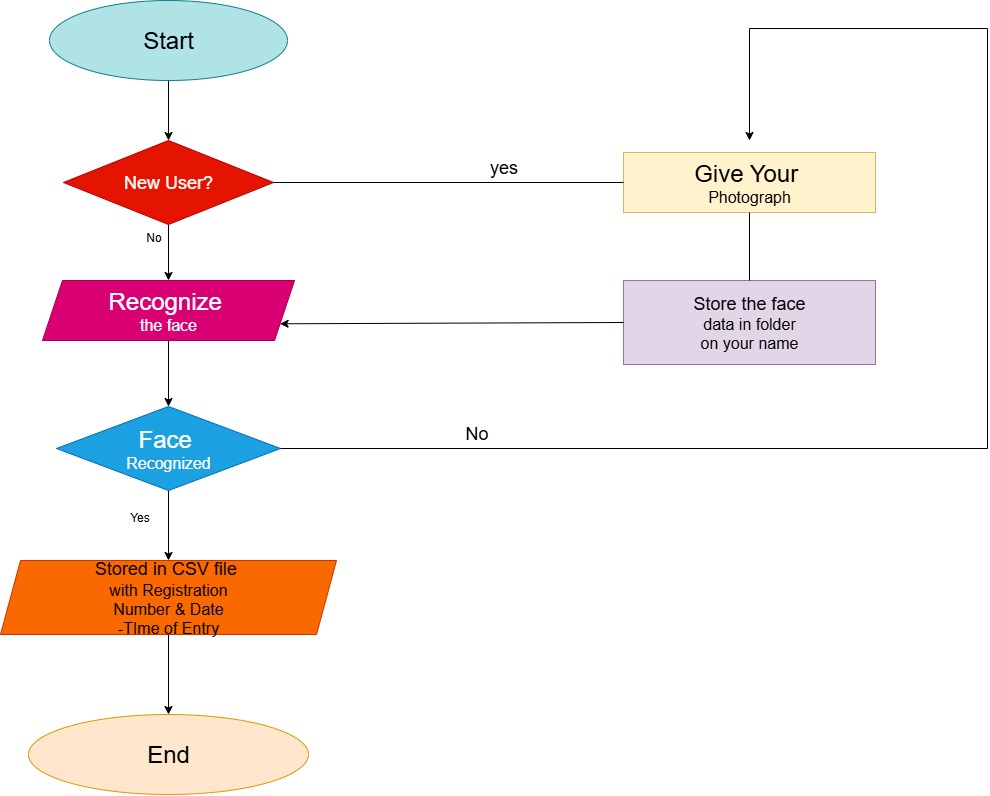 Start
New User?
yes
Give Your
Photograph
No
Recognize
the face
Store the face
data in folder
on your name
Face
Recognized
No
Yes
Stored in CSV file
with Registration
Number & Date
-TIme of Entry
End